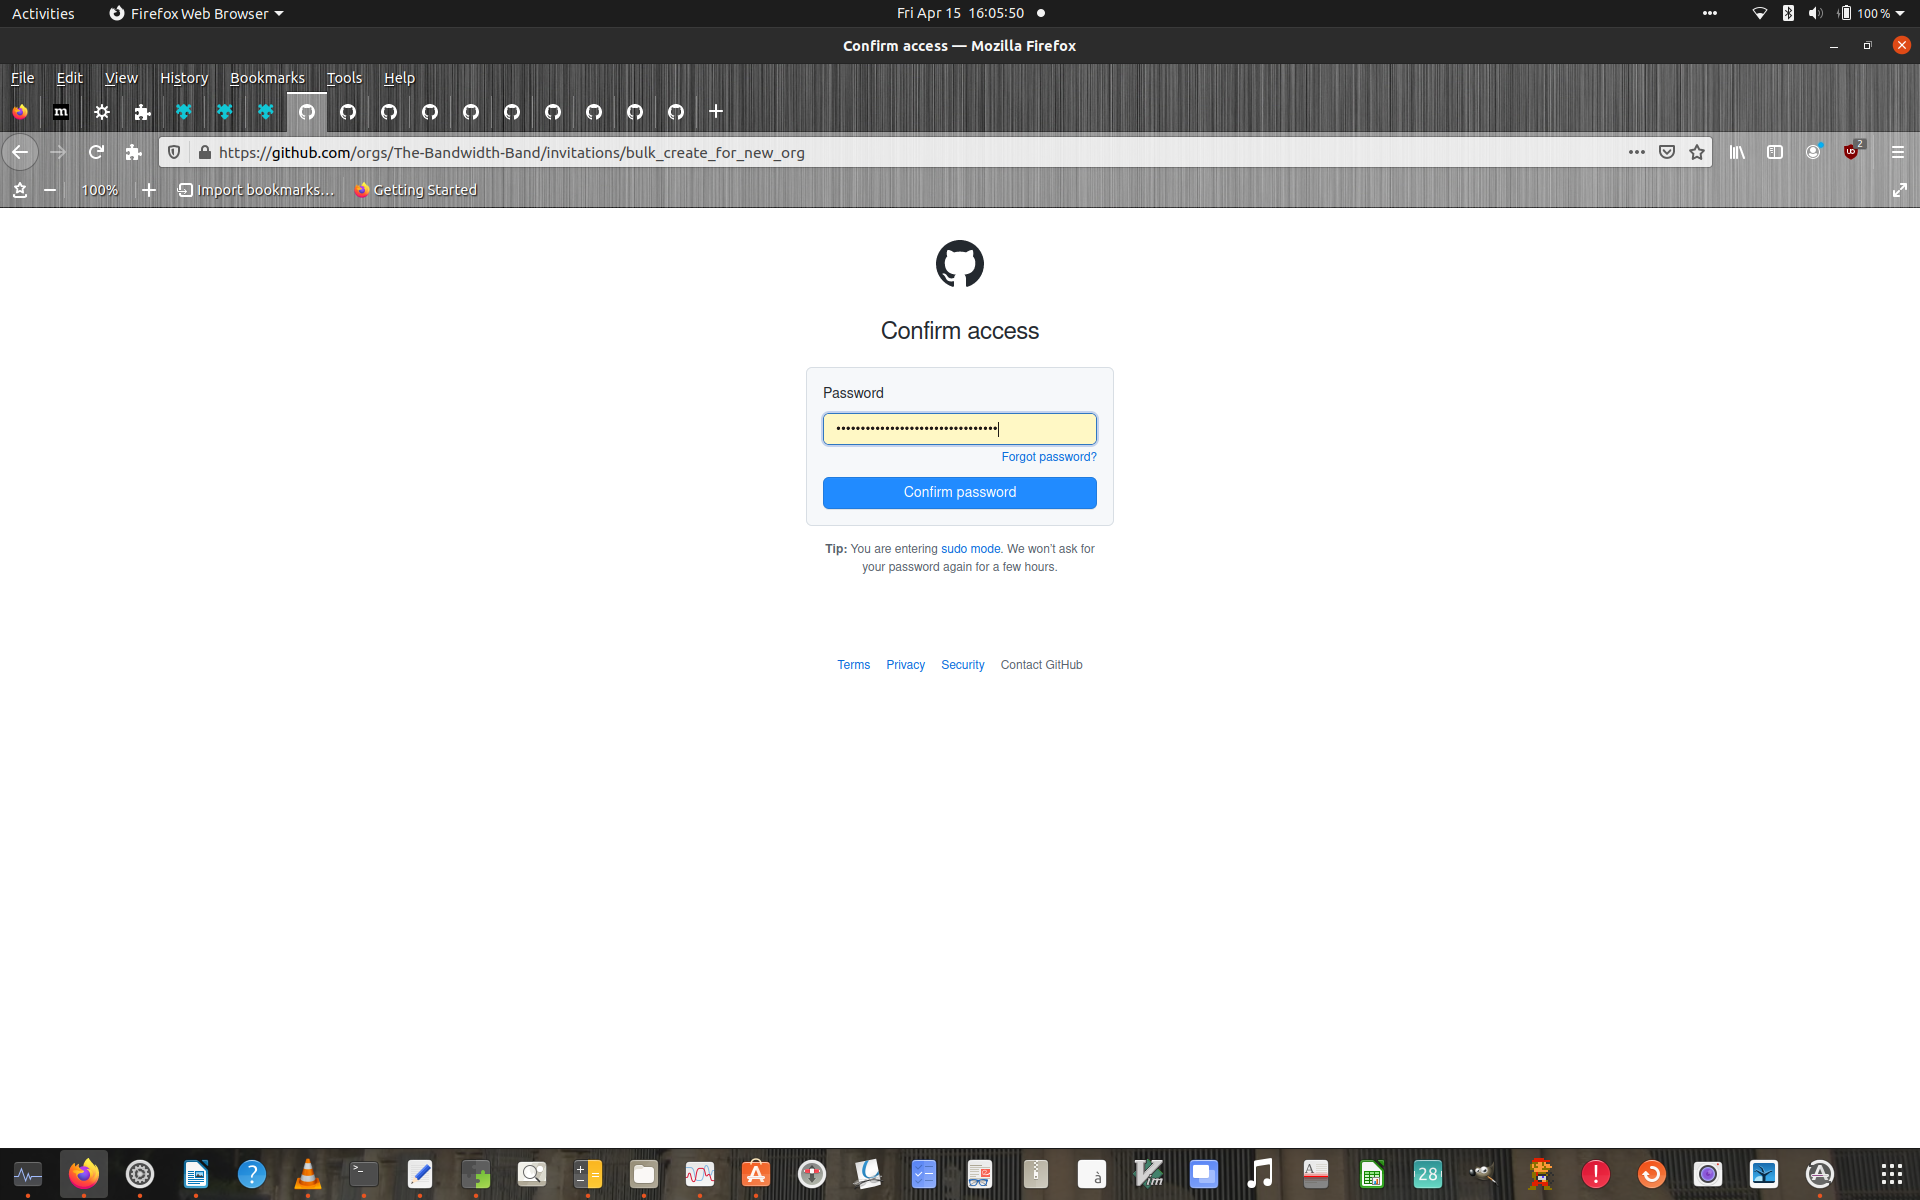 Activities Firefox Web Browser Fri Apr 15 16:05:50 100 %
Confirm access — Mozilla Firefox
File Edit View History Bookmarks Tools Help
m
https://github.com/orgs/The-Bandwidth-Band/invitations/bulk_create_for_new_org 2
100% Import bookmarks... Getting Started
Confirm access
Password
Forgot password?
Confirm password
Tip: You are entering sudo mode. We won't ask for
your password again for a few hours.
Terms Privacy Security Contact GitHub
28